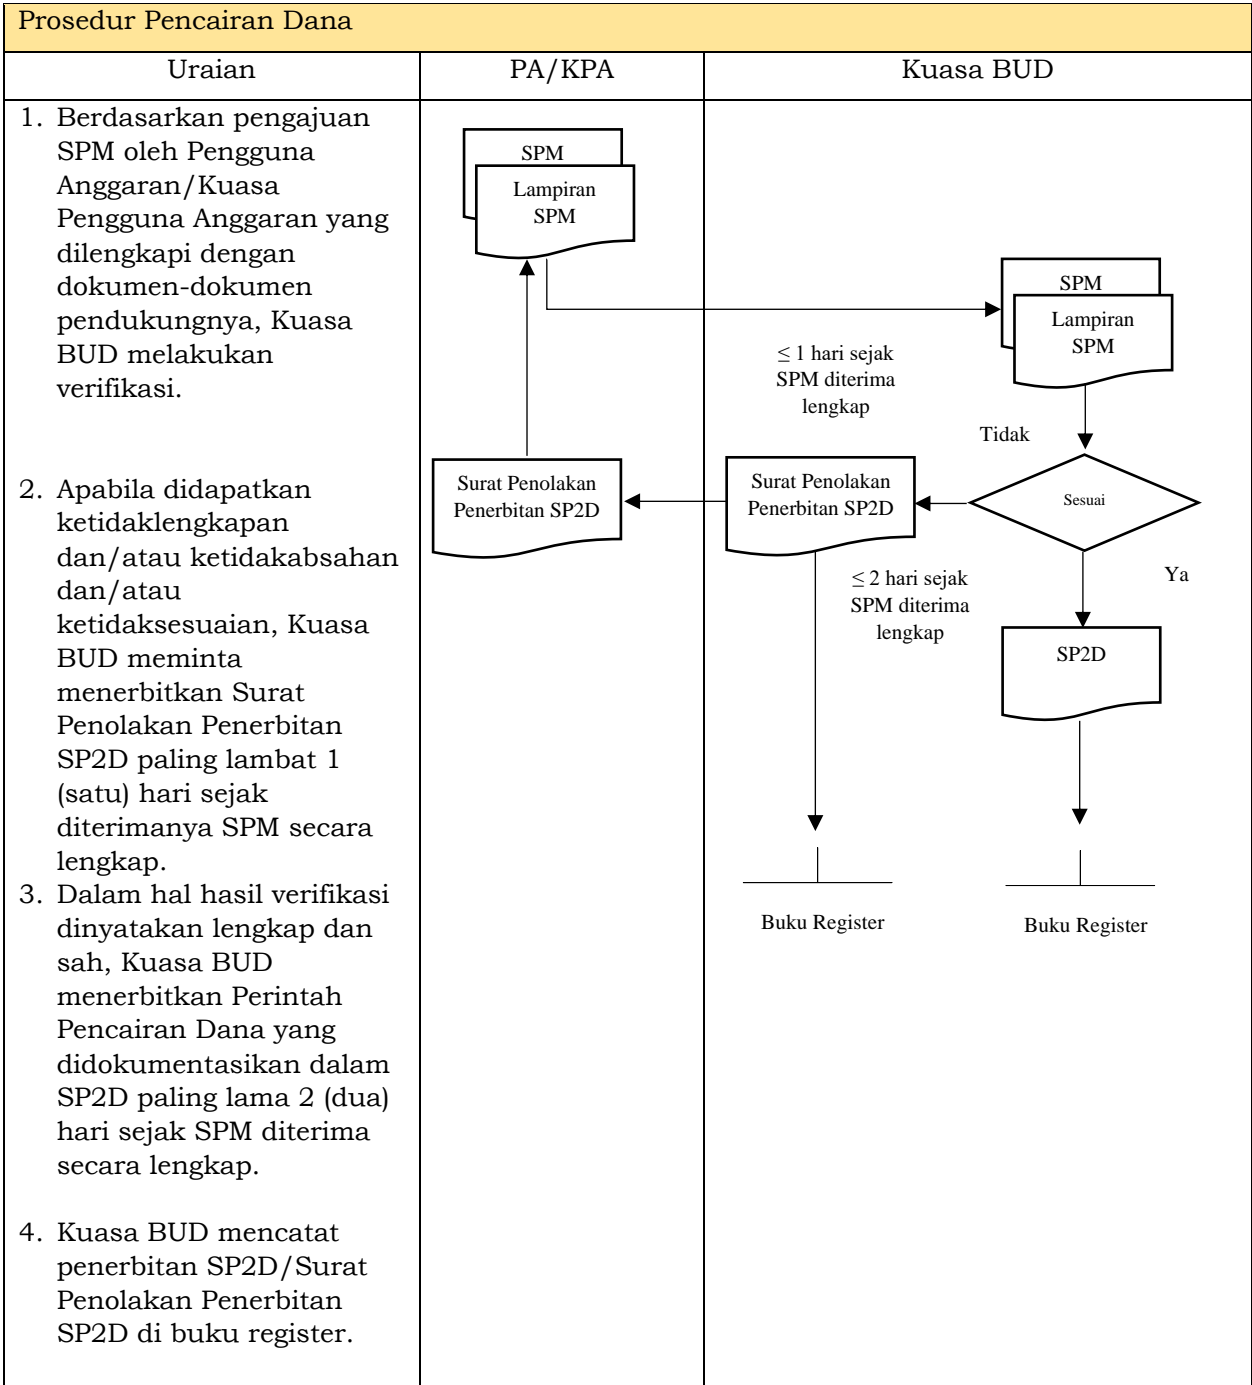 Prosedur Pencairan Dana
Uraian
PA/KPA
Kuasa BUD
1. Berdasarkan pengajuan
SPM oleh Pengguna
Anggaran/Kuasa
Pengguna Anggaran yang
dilengkapi dengan
dokumen-dokumen
pendukungnya, Kuasa
BUD melakukan
verifikasi.
2. Apabila didapatkan
ketidaklengkapan
dan/atau ketidakabsahan
dan/atau
ketidaksesuaian, Kuasa
BUD meminta
menerbitkan Surat
Penolakan Penerbitan
SP2D paling lambat 1
(satu) hari sejak
diterimanya SPM secara
lengkap.
3. Dalam hal hasil verifikasi
dinyatakan lengkap dan
sah, Kuasa BUD
menerbitkan Perintah
Pencairan Dana yang
didokumentasikan dalam
SP2D paling lama 2 (dua)
hari sejak SPM diterima
secara lengkap.
4. Kuasa BUD mencatat
penerbitan SP2D/Surat
Penolakan Penerbitan
SP2D di buku register.
SPM
Lampiran
SPM
Surat Penolakan
Penerbitan SP2D
SPM
Lampiran
SPM
≤ 1 hari sejak
SPM diterima
lengkap
Tidak
Surat Penolakan
Penerbitan SP2D
Sesuai
≤ 2 hari sejak
SPM diterima
lengkap
Ya
SP2D
Buku Register
Buku Register